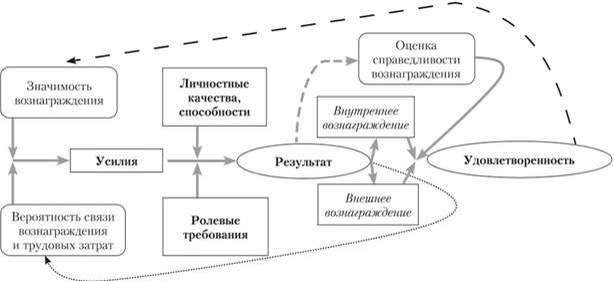 Оценка
справедливости
вознаграждения
Значимость
вознаграждения
Личностные
качества,
способности
Внутреннее
вознаграждение
Усилия
Результат
Удовлетворенность
Вероятность связи
вознаграждения
и трудовых затрат
Ролевые
требования
Внешнее
вознаграждение